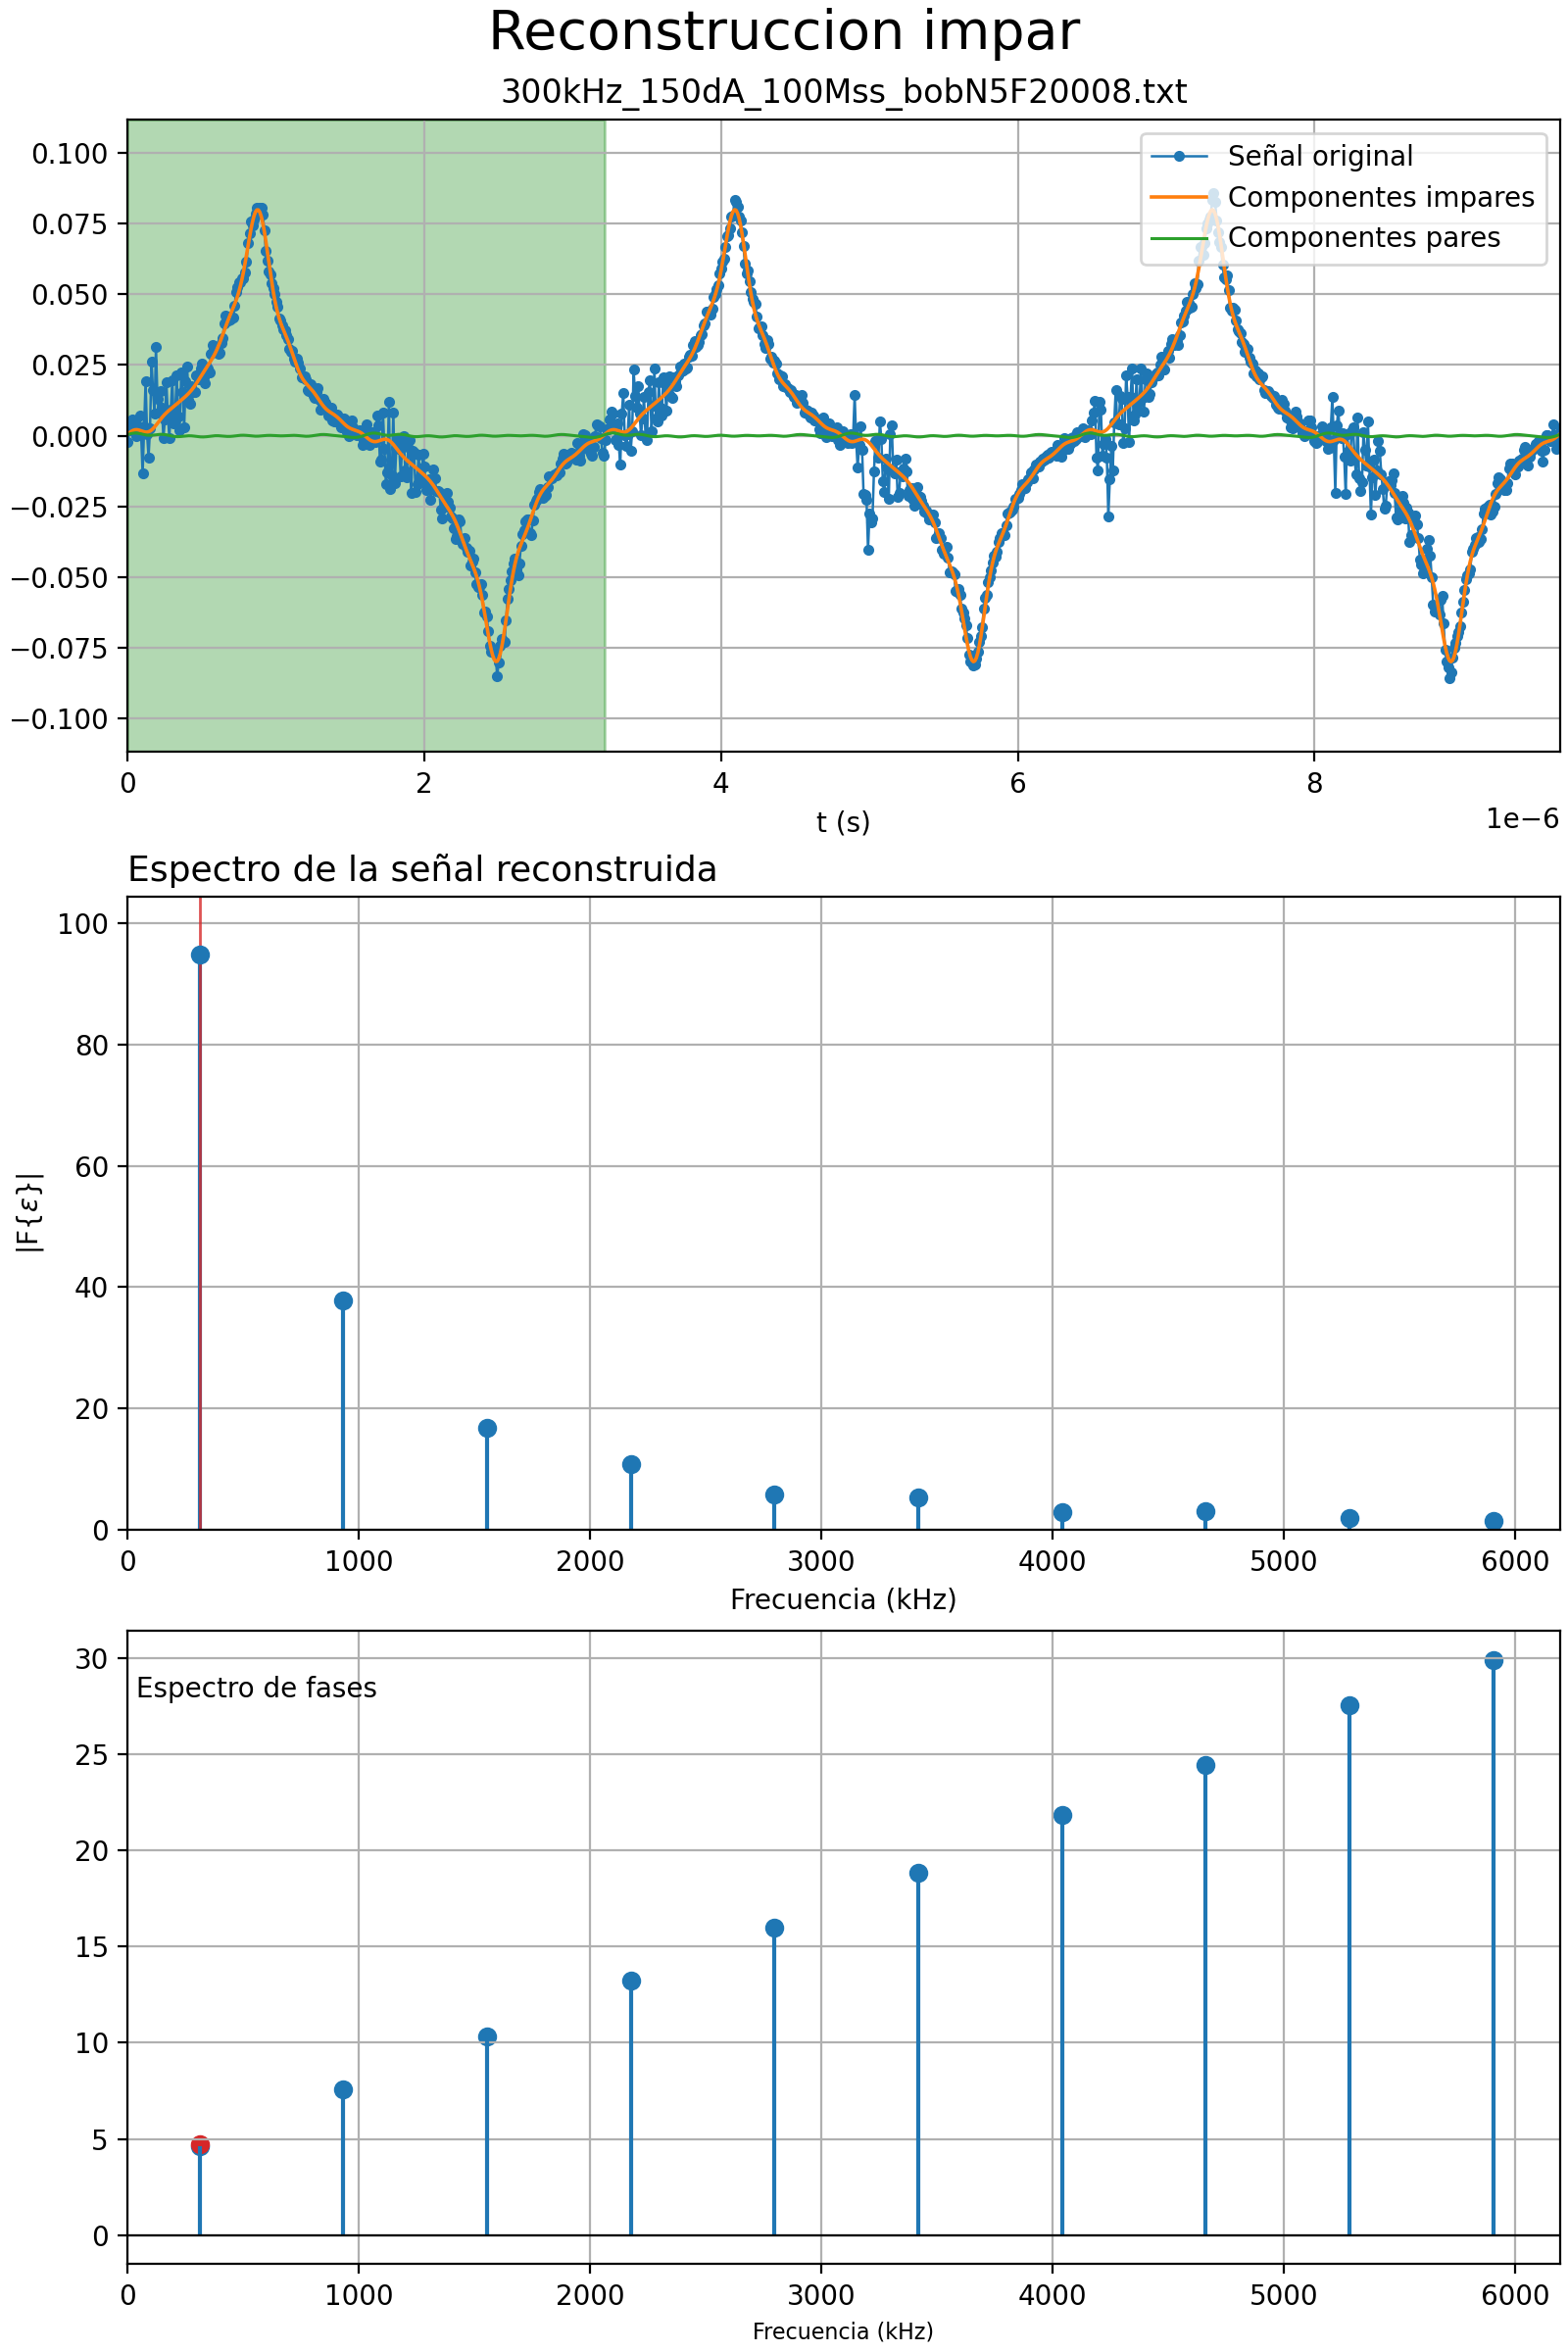 Reconstruccion impar
300kHz_150dA_100Mss_bobN5F20008.txt
0.100
0.075
0.050
0.025
0.000
−0.025
−0.050
−0.075
−0.100
Señal original
Componentes impares
Componentes pares
0 2 4 6 8
t (s)
1e−6
Espectro de la señal reconstruida
100
80
60
40
20
0
|F{ε}|
0 1000 2000 3000 4000 5000 6000
Frecuencia (kHz)
30
Espectro de fases
25
20
15
10
5
0
0 1000 2000 3000 4000 5000 6000
Frecuencia (kHz)